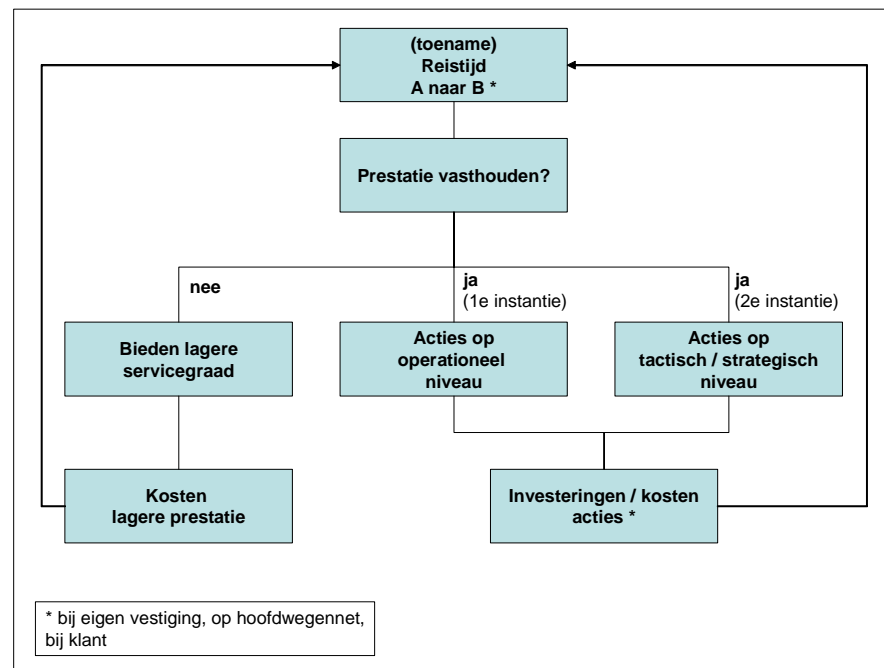 (toename)
Reistijd
A naar B *
Prestatie vasthouden?
nee
ja
(1e instantie)
ja
(2e instantie)
Bieden lagere
servicegraad
Acties op
operationeel
niveau
Acties op
tactisch / strategisch
niveau
Kosten
lagere prestatie
Investeringen / kosten
acties *
* bij eigen vestiging, op hoofdwegennet,
bij klant